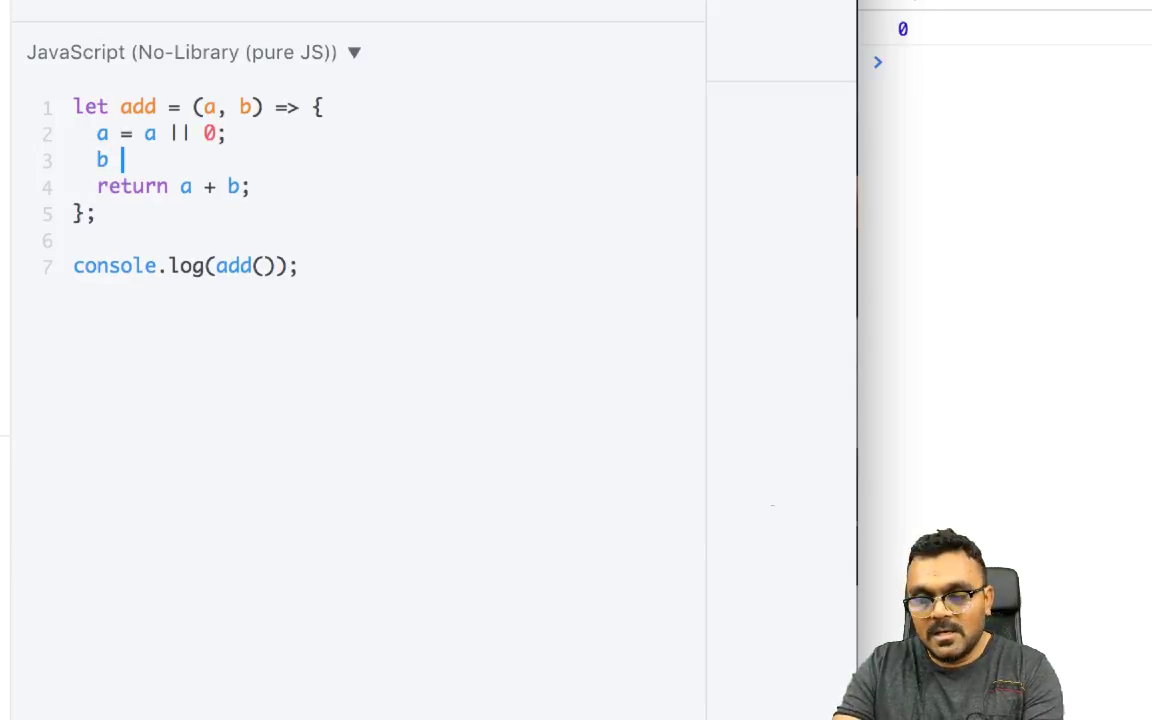 JavaScript (No-Library (pure JS)) ▼
1 let add = (a, b) => {
2 a = a || 0;
3 b
4 return a + b;
5 };
6
7 console.log(add());
0
>